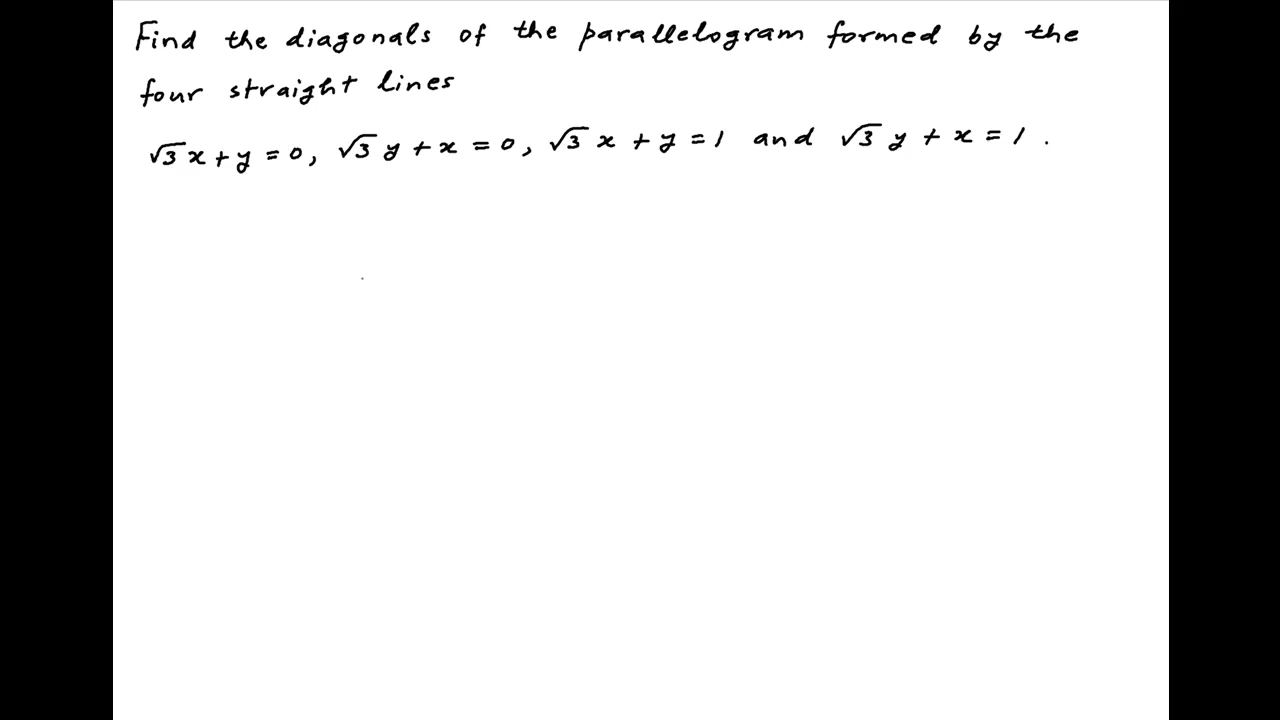 Find the diagonals of the parallelogram formed by the
four straight lines
√3x + y = 0, √3 y + x = 0, √3 x + y = 1 and √3 y + x = 1.